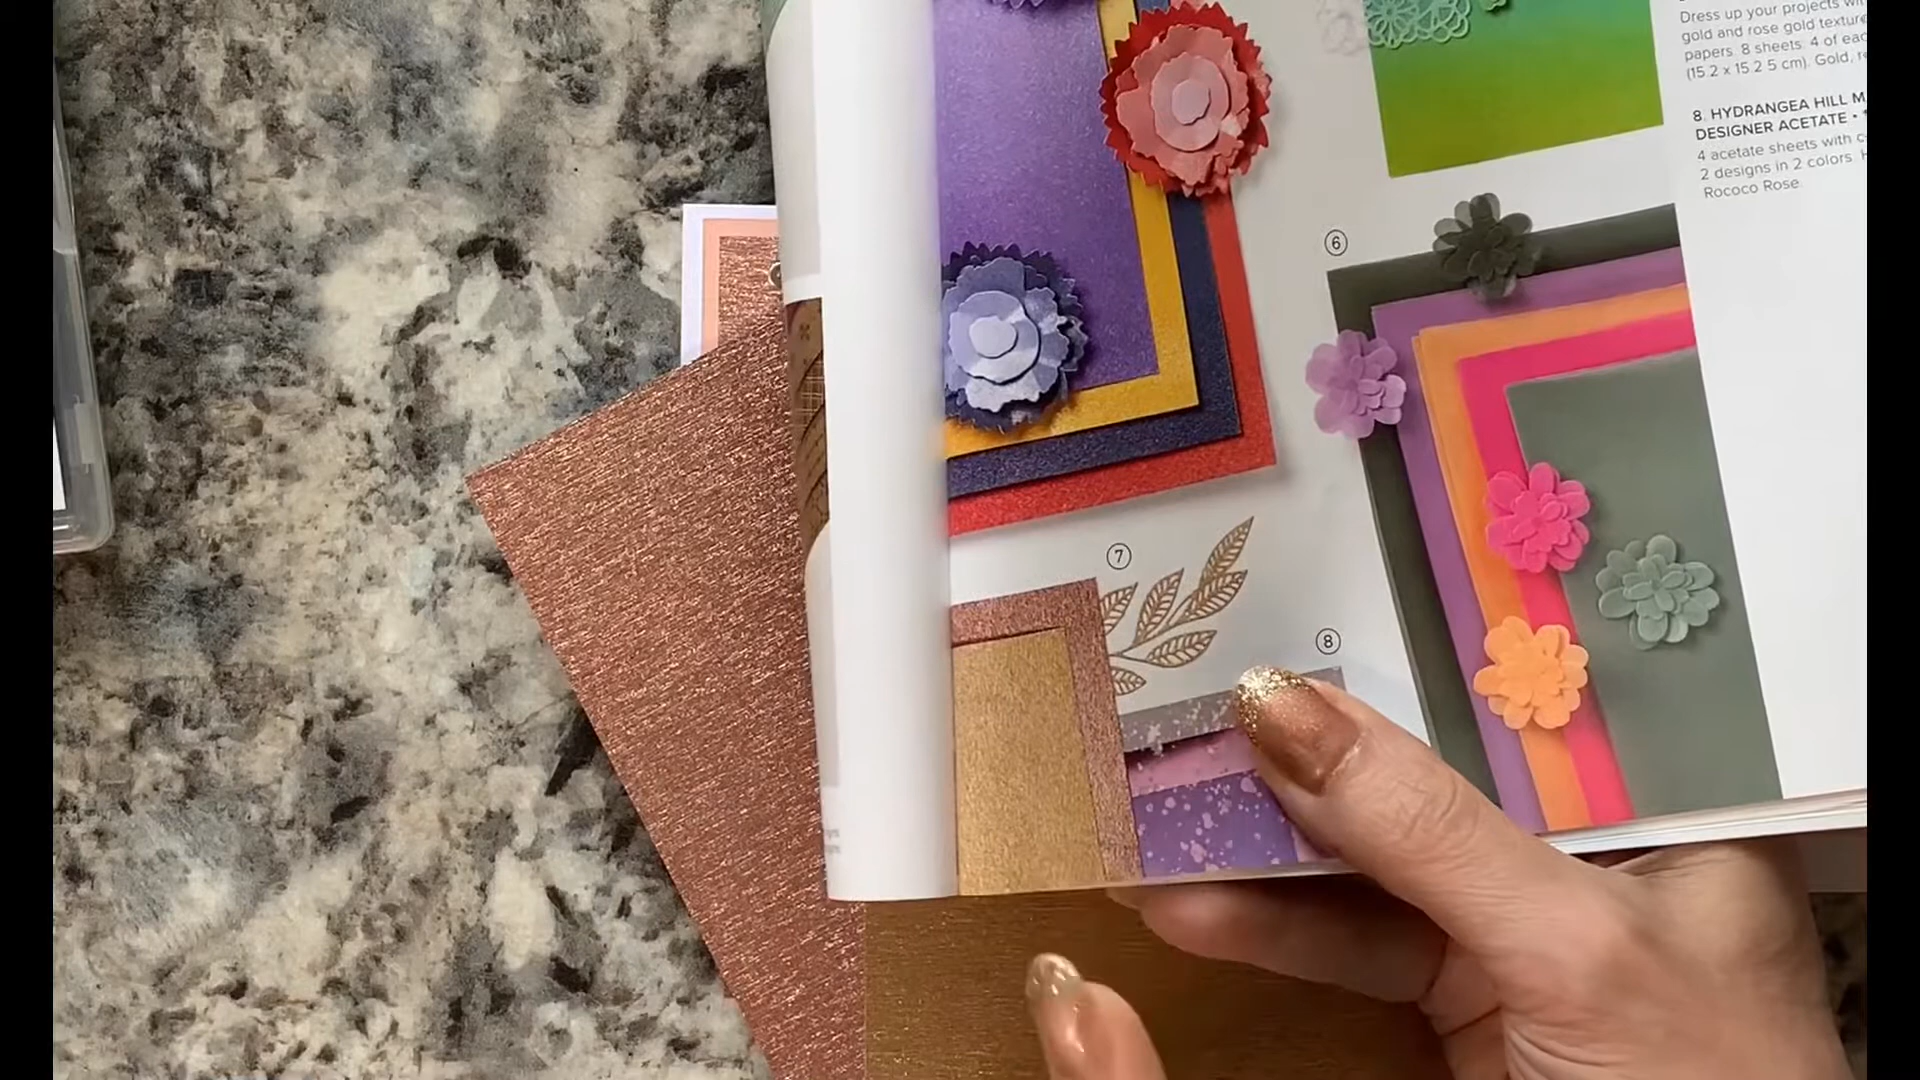 Dress up your projects wi
gold and rose gold texture
papers. 8 sheets: 4 of eac
(15.2 x 15.2 5 cm). Gold, r
8. HYDRANGEA HILL M
DESIGNER ACETATE •
4 acetate sheets with c
2 designs in 2 colors. H
Rococo Rose.
6
7
8